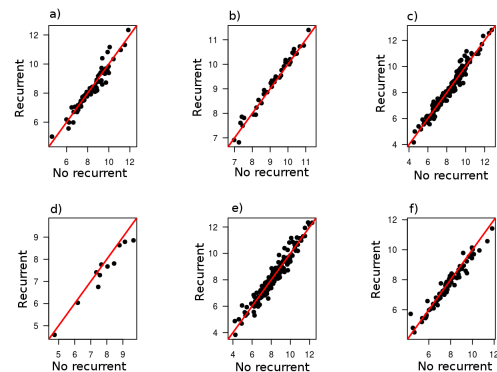 a)
Recurrent
12
10
8
6
6 8 10 12
No recurrent
b)
Recurrent
11
10
9
8
7
7 8 9 10 11
No recurrent
c)
Recurrent
12
10
8
6
4
4 6 8 10 12
No recurrent
d)
Recurrent
9
8
7
6
5
5 6 7 8 9
No recurrent
e)
Recurrent
12
10
8
6
4
4 6 8 10 12
No recurrent
f)
Recurrent
12
10
8
6
6 8 10 12
No recurrent